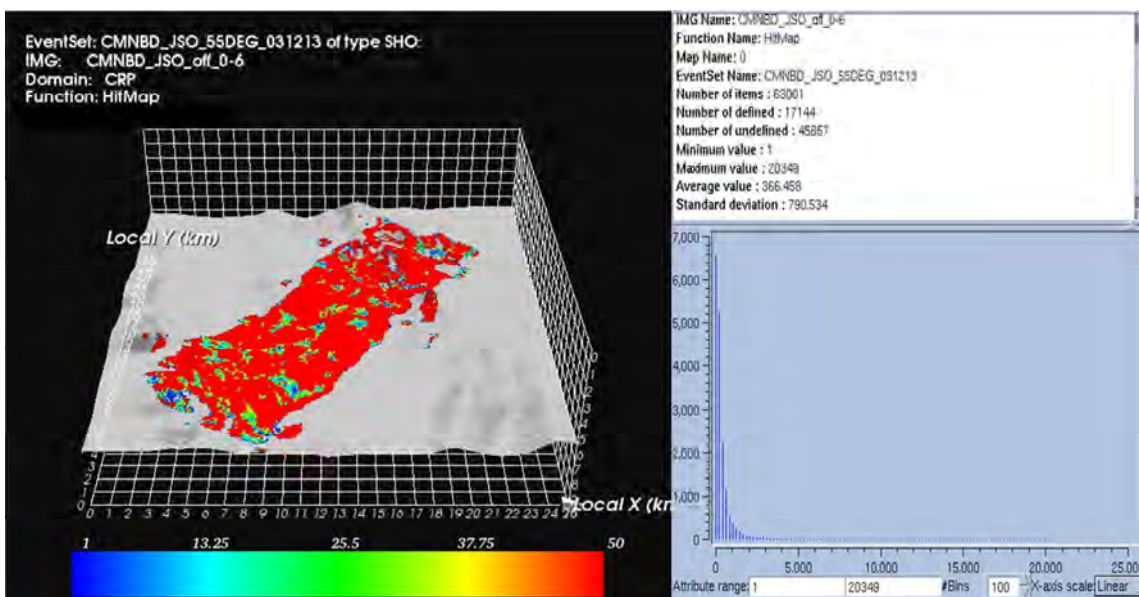 EventSet: CMNBD_JSO_55DEG_031213 of type SHO:
IMG: CMNBD_JSO_off_0-6
Domain: CRP
Function: HitMap
Local Y (km)
0 1 2 3 4 5 6 7 8 9 10 11 12 13 14 15 16 17 18 19 20 21 22 23 24 26
Local X (km
1 13.25 25.5 37.75 50
IMG Name: CMNBD_JSO_off_0-6
Function Name: HitMap
Map Name: 0
EventSet Name: CMNBD_JSO_55DEG_031213
Number of items : 63001
Number of defined : 17144
Number of undefined : 45857
Minimum value : 1
Maximum value : 20349
Average value : 366.458
Standard deviation : 790.534
7,000
6,000
5,000
4,000
3,000
2,000
1,000
0
0 5.000 10.000 15.000 20.000 25.00
Attribute range: 1 20349 #Bins 100 X-axis scale: Linear